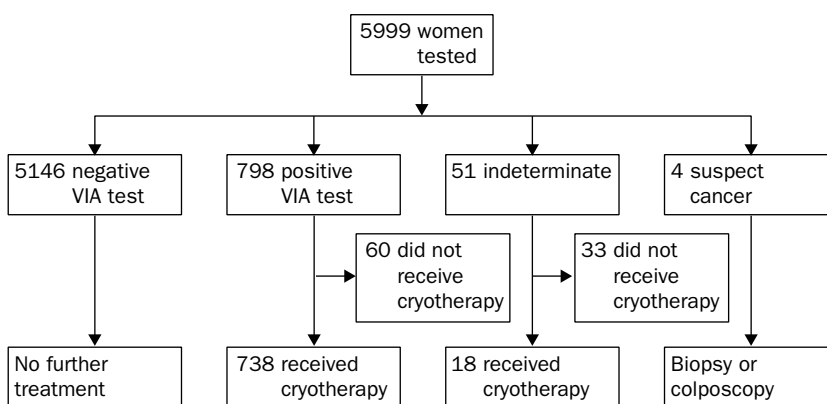 5999 women
tested
5146 negative
VIA test
798 positive
VIA test
51 indeterminate
4 suspect
cancer
60 did not
receive
cryotherapy
33 did not
receive
cryotherapy
No further
treatment
738 received
cryotherapy
18 received
cryotherapy
Biopsy or
colposcopy